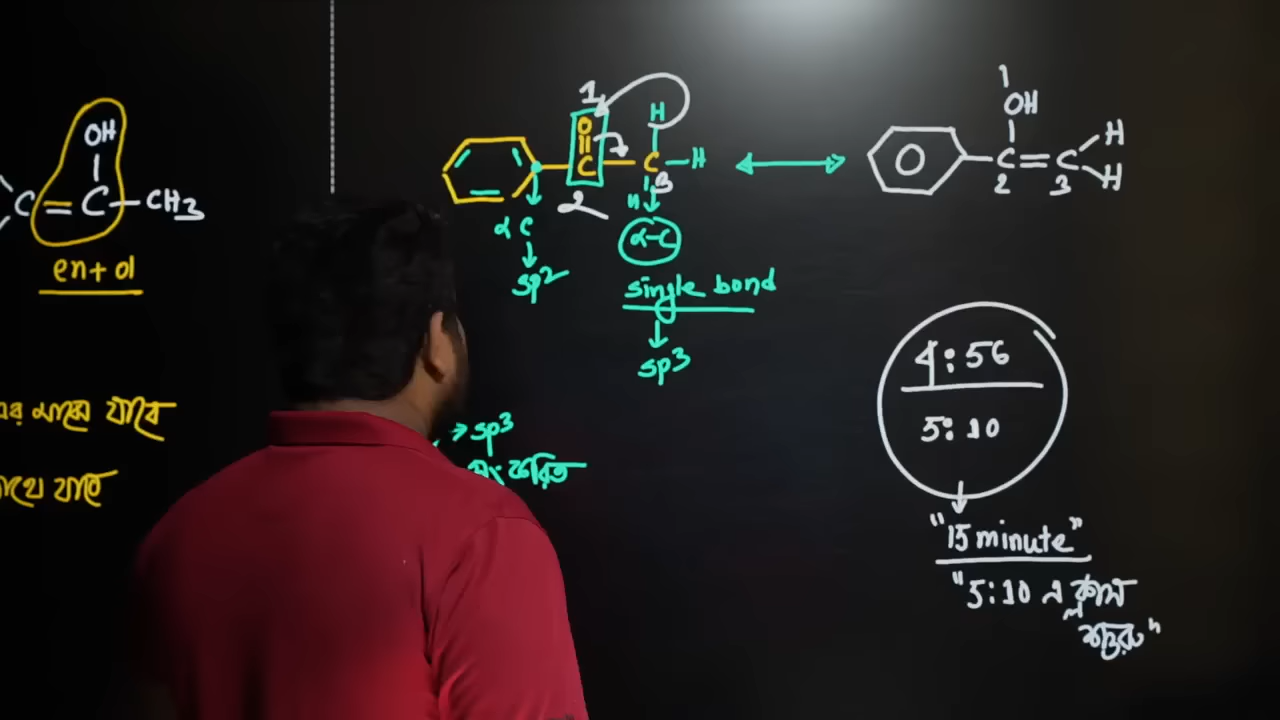 OH
C = C - CH3
en + ol
যাবে
যাবে
1
O
H
C - C - H
2
3
H
α C
sp2
α-C
single bond
sp3
→ sp3
1
OH
C = C
H
H
2 3
4:56
5:10
"15 minute"
"5:10 এ ক্লাস
শুরু"